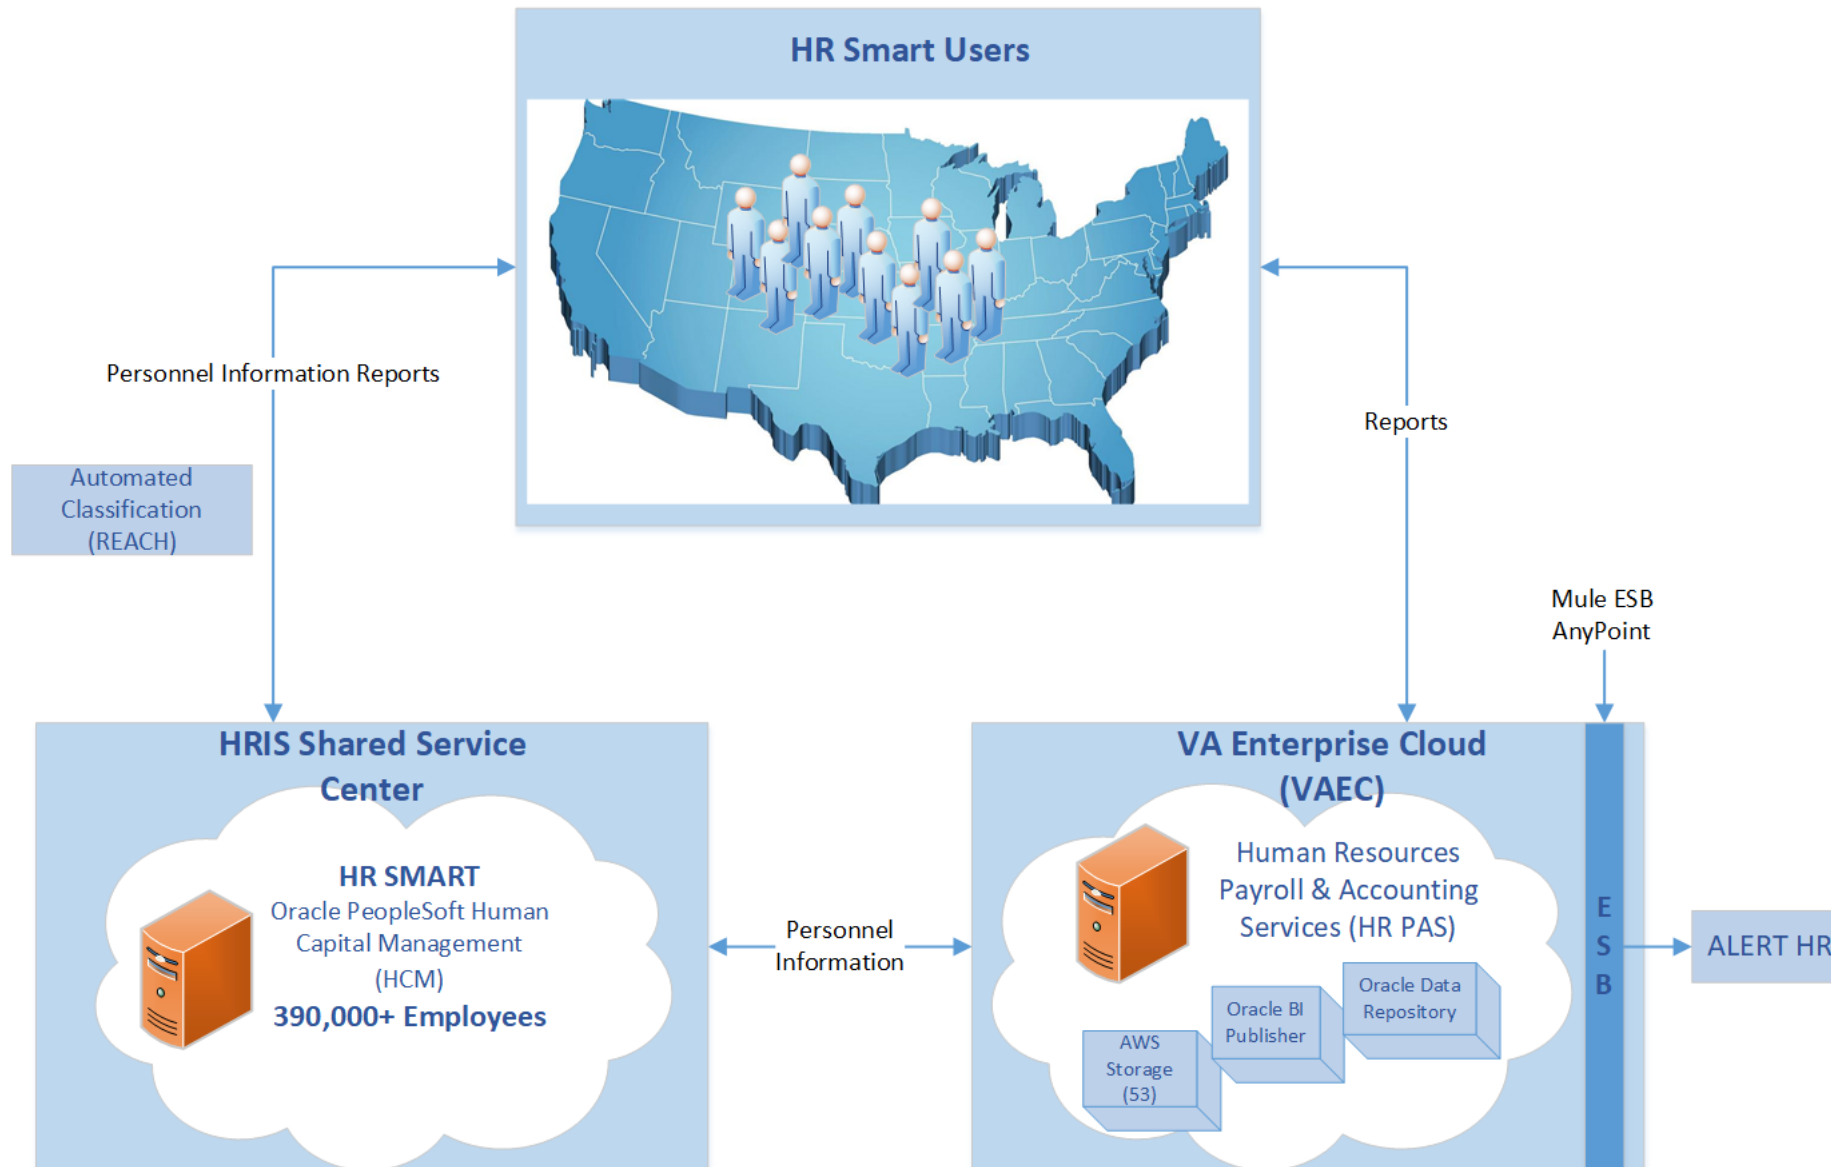 HR Smart Users
Personnel Information Reports
Reports
Automated
Classification
(REACH)
Mule ESB
AnyPoint
HRIS Shared Service
Center
HR SMART
Oracle PeopleSoft Human
Capital Management
(HCM)
390,000+ Employees
Personnel
Information
VA Enterprise Cloud
(VAEC)
Human Resources
Payroll & Accounting
Services (HR PAS)
AWS
Storage
(53)
Oracle BI
Publisher
Oracle Data
Repository
E
S
B
ALERT HR